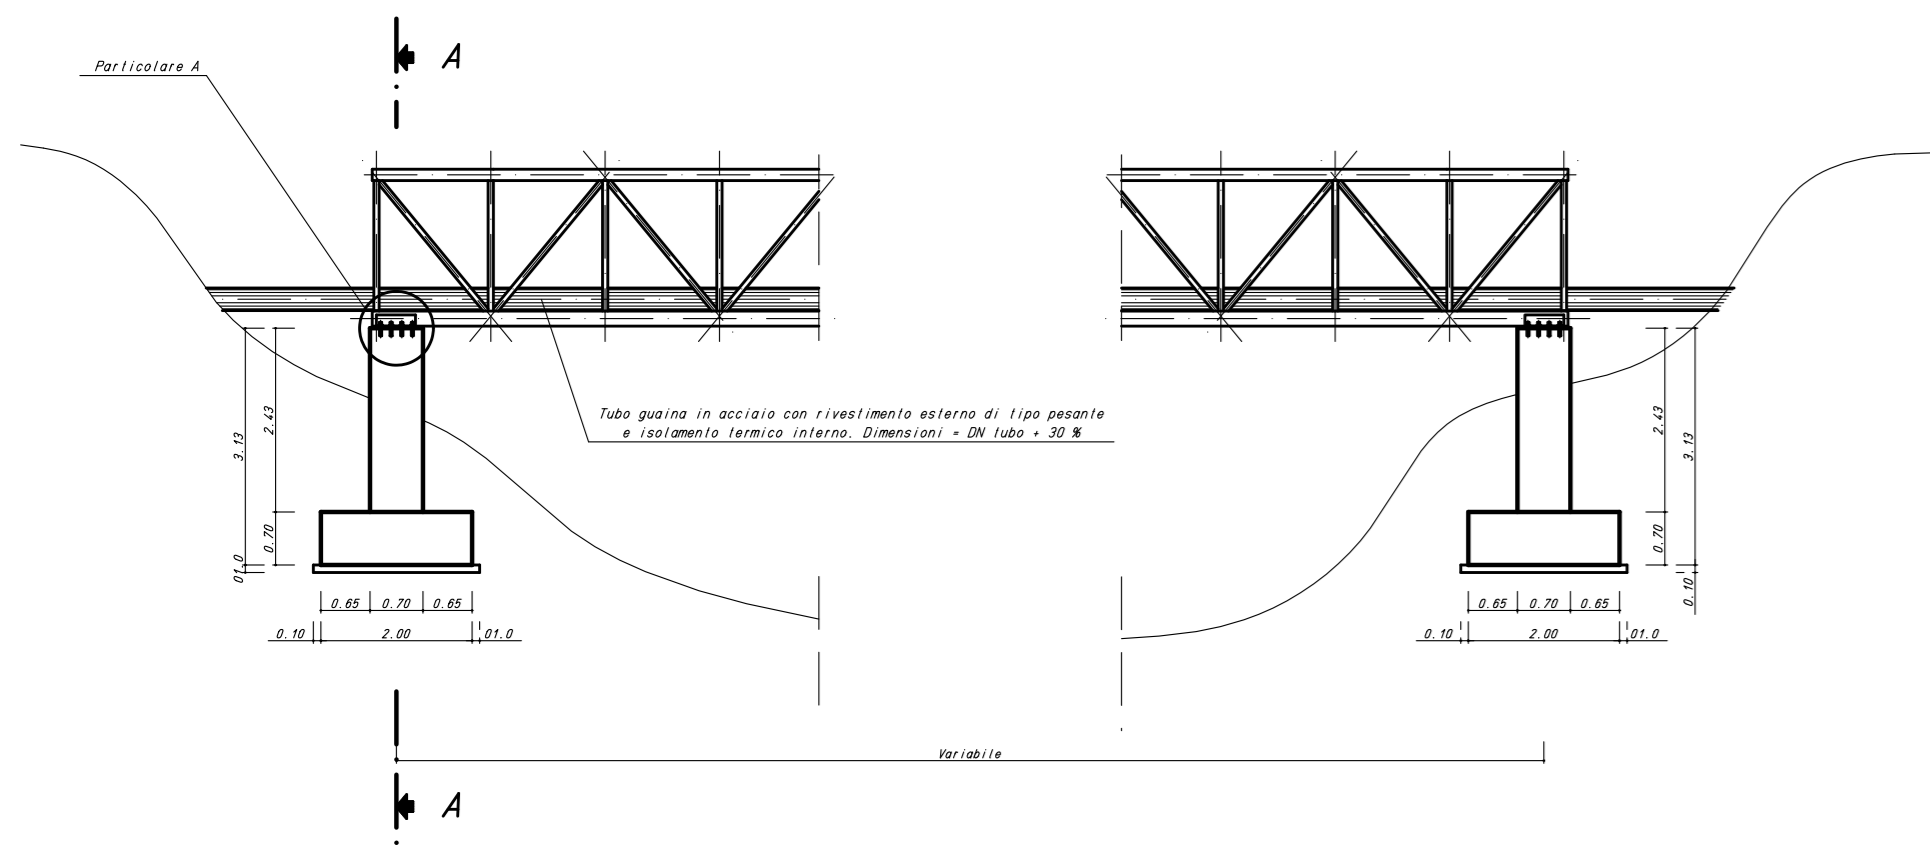 A
Particolare A
Tubo guaina in acciaio con rivestimento esterno di tipo pesante
e isolamento termico interno. Dimensioni = DN tubo + 30 %
3.13
2.43
0.70
01.0
0.65 0.70 0.65
0.10 2.00 01.0
2.43
3.13
0.70
0.10
0.65 0.70 0.65
0.10 2.00 01.0
Variabile
A